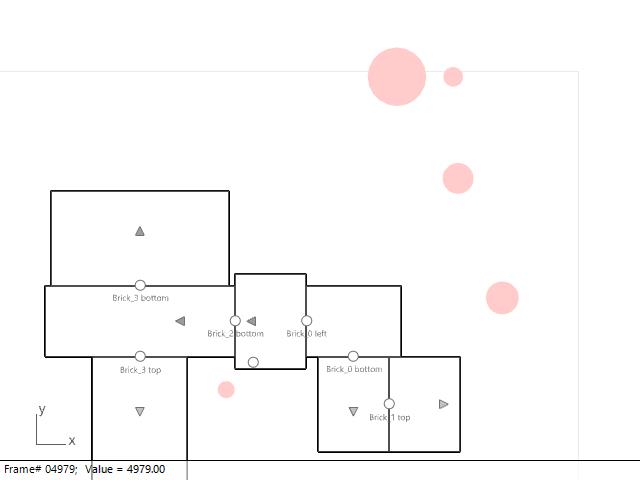 Brick_3 bottom
Brick_2 bottom
Brick_0 left
Brick_3 top
Brick_0 bottom
Brick_1 top
y
x
Frame# 04979; Value = 4979.00